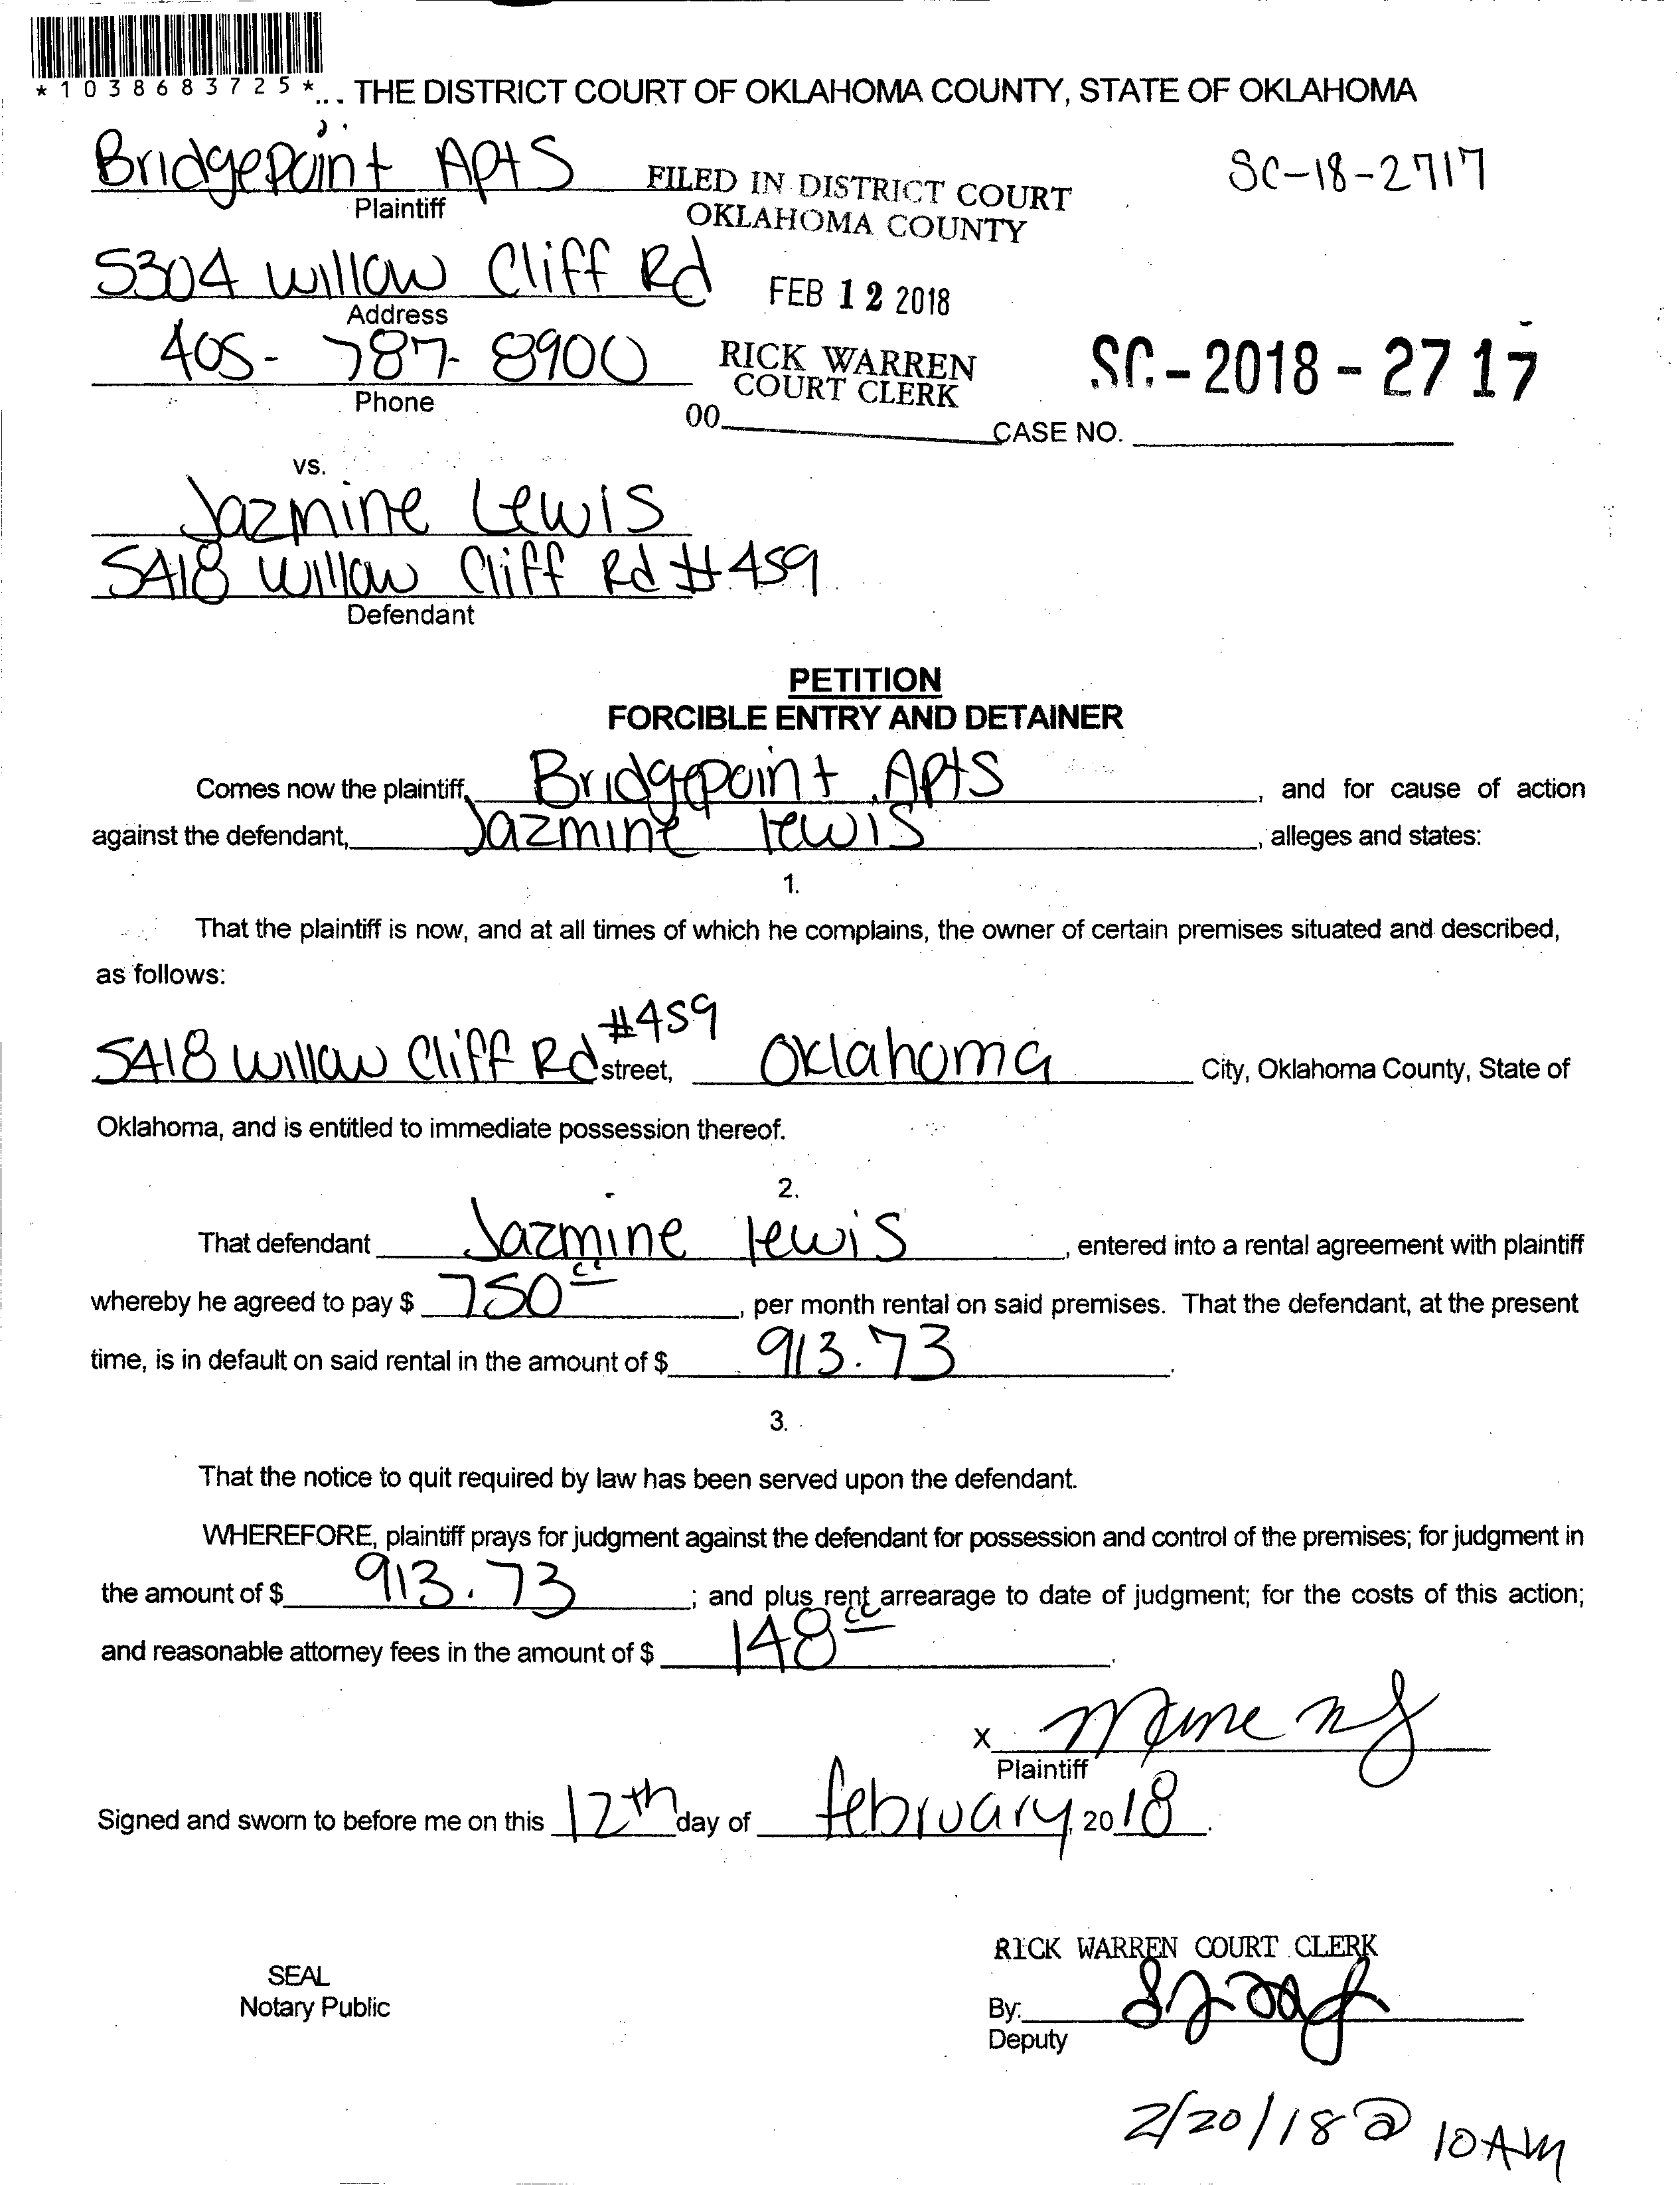 *1038683725*
THE DISTRICT COURT OF OKLAHOMA COUNTY, STATE OF OKLAHOMA
Bridgepoint Apts
Plaintiff
FILED IN DISTRICT COURT
OKLAHOMA COUNTY
SC-18-2717
5304 Willow Cliff Rd
Address
FEB 12 2018
405-787-8900
Phone
RICK WARREN
COURT CLERK
SC-2018-2717
00
CASE NO.
vs.
Jazmine Lewis
5418 Willow Cliff Rd #459
Defendant
PETITION
FORCIBLE ENTRY AND DETAINER
Comes now the plaintiff, Bridgepoint Apts, and for cause of action
against the defendant, Jazmine Lewis, alleges and states:
1.
That the plaintiff is now, and at all times of which he complains, the owner of certain premises situated and described,
as follows:
5418 Willow Cliff Rd #459 street, Oklahoma City, Oklahoma County, State of
Oklahoma, and is entitled to immediate possession thereof.
2.
That defendant Jazmine Lewis, entered into a rental agreement with plaintiff
whereby he agreed to pay $ 750, per month rental on said premises. That the defendant, at the present
time, is in default on said rental in the amount of $ 913.73.
3.
That the notice to quit required by law has been served upon the defendant.
WHEREFORE, plaintiff prays for judgment against the defendant for possession and control of the premises; for judgment in
the amount of $ 913.73; and plus rent arrearage to date of judgment; for the costs of this action;
and reasonable attorney fees in the amount of $ 148.
X
Plaintiff
Signed and sworn to before me on this 12th day of february, 2018.
RICK WARREN COURT CLERK
SEAL
Notary Public
By:
Deputy
2/20/18 @ 10AM